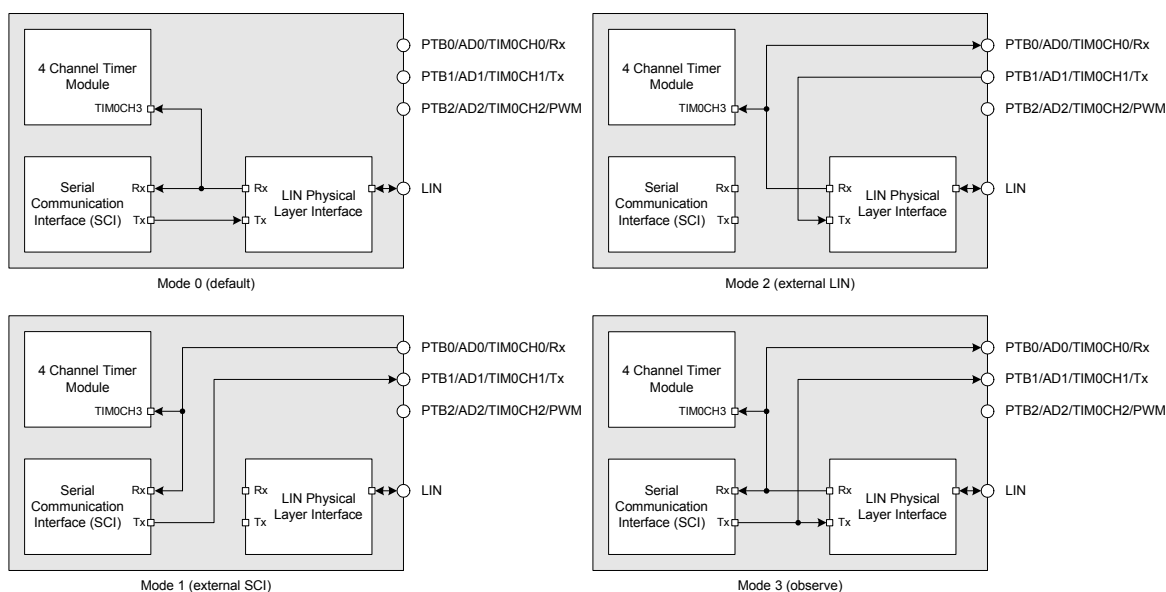 4 Channel Timer
Module
TIM0CH3
Serial
Communication
Interface (SCI)
Rx
Tx
Rx
Tx
LIN Physical
Layer Interface
PTB0/AD0/TIM0CH0/Rx
PTB1/AD1/TIM0CH1/Tx
PTB2/AD2/TIM0CH2/PWM
LIN
Mode 0 (default)
4 Channel Timer
Module
TIM0CH3
Serial
Communication
Interface (SCI)
Rx
Tx
Rx
Tx
LIN Physical
Layer Interface
PTB0/AD0/TIM0CH0/Rx
PTB1/AD1/TIM0CH1/Tx
PTB2/AD2/TIM0CH2/PWM
LIN
Mode 2 (external LIN)
4 Channel Timer
Module
TIM0CH3
Serial
Communication
Interface (SCI)
Rx
Tx
Rx
Tx
LIN Physical
Layer Interface
PTB0/AD0/TIM0CH0/Rx
PTB1/AD1/TIM0CH1/Tx
PTB2/AD2/TIM0CH2/PWM
LIN
Mode 1 (external SCI)
4 Channel Timer
Module
TIM0CH3
Serial
Communication
Interface (SCI)
Rx
Tx
Rx
Tx
LIN Physical
Layer Interface
PTB0/AD0/TIM0CH0/Rx
PTB1/AD1/TIM0CH1/Tx
PTB2/AD2/TIM0CH2/PWM
LIN
Mode 3 (observe)